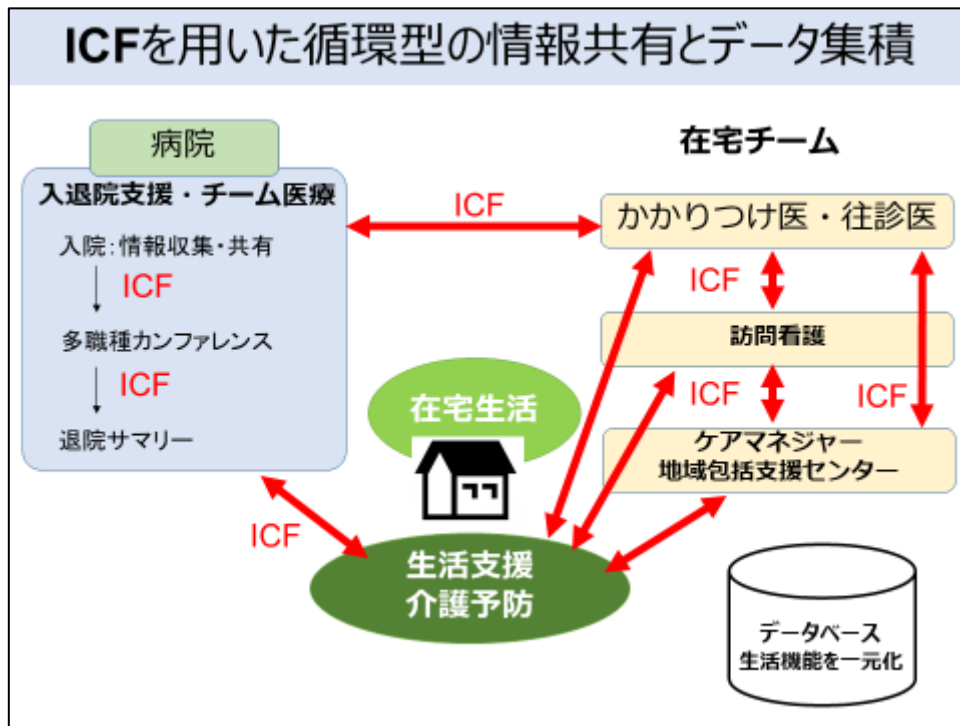 ICFを用いた循環型の情報共有とデータ集積
病院
入退院支援・チーム医療
入院：情報収集・共有
ICF
多職種カンファレンス
ICF
退院サマリー
ICF
在宅チーム
かかりつけ医・往診医
ICF
訪問看護
ICF
ICF
ケアマネジャー
地域包括支援センター
在宅生活
ICF
生活支援
介護予防
データベース
生活機能を一元化